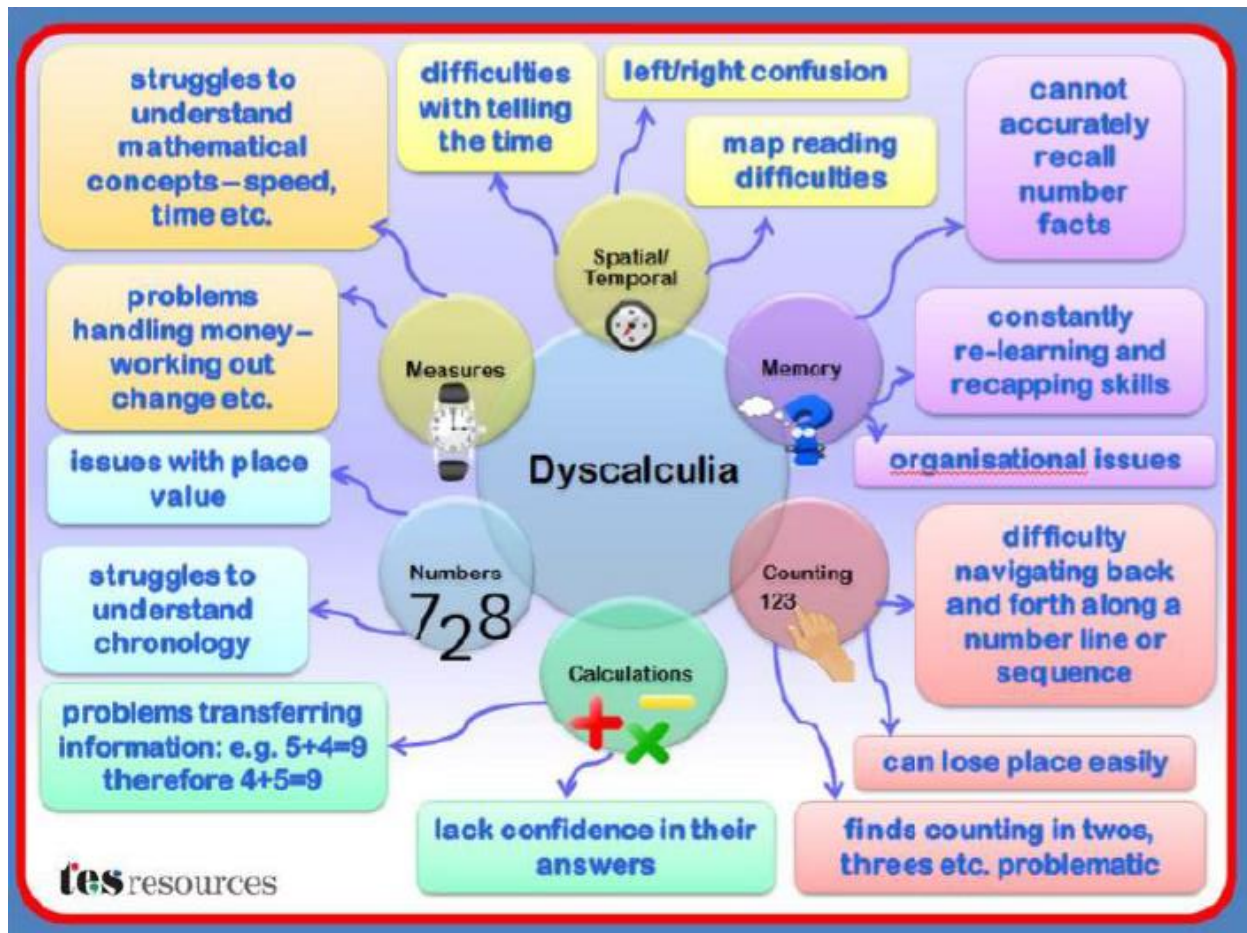 struggles to
understand
mathematical
concepts – speed,
time etc.
difficulties
with telling
the time
left/right confusion
map reading
difficulties
cannot
accurately
recall
number
facts
Spatial/
Temporal
problems
handling money –
working out
change etc.
Measures
Memory
constantly
re-learning and
recapping skills
organisational issues
Dyscalculia
issues with place
value
Numbers
728
struggles to
understand
chronology
Counting
123
difficulty
navigating back
and forth along a
number line or
sequence
Calculations
problems transferring
information: e.g. 5+4=9
therefore 4+5=9
can lose place easily
lack confidence in their
answers
finds counting in twos,
threes etc. problematic
tes resources